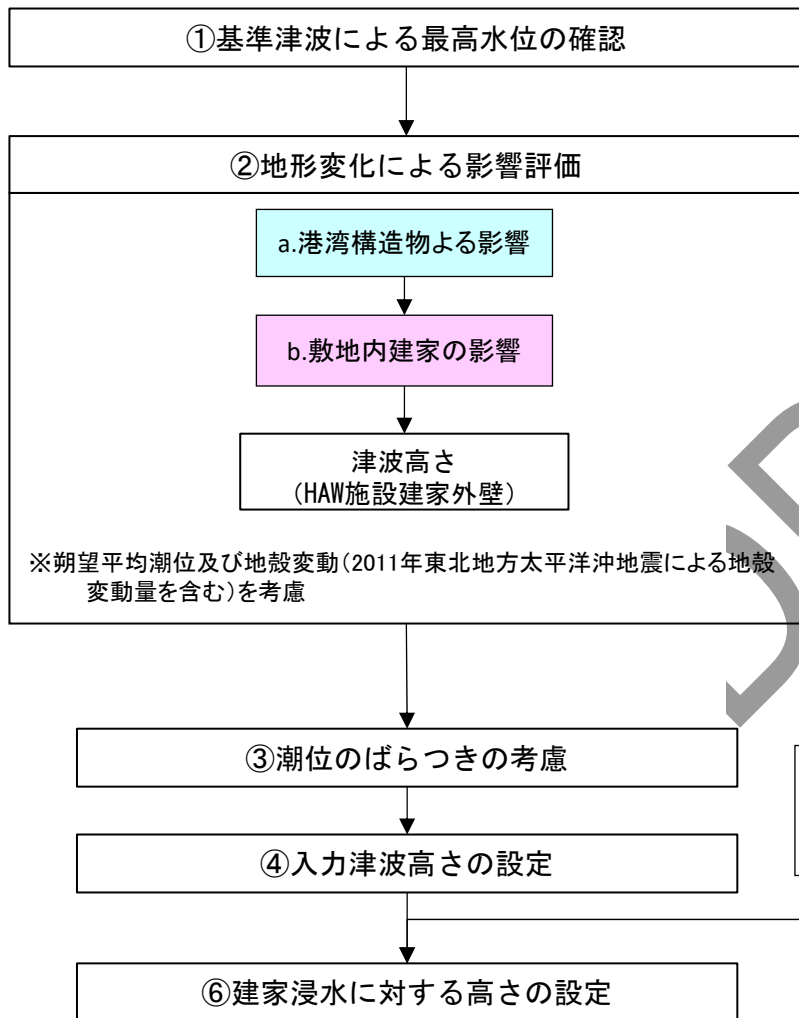 ①基準津波による最高水位の確認
②地形変化による影響評価
a.港湾構造物よる影響
b.敷地内建家の影響
津波高さ
(HAW施設建家外壁)
※朔望平均潮位及び地殻変動(2011年東北地方太平洋沖地震による地殻
変動量を含む)を考慮
③潮位のばらつきの考慮
④入力津波高さの設定
⑥建家浸水に対する高さの設定